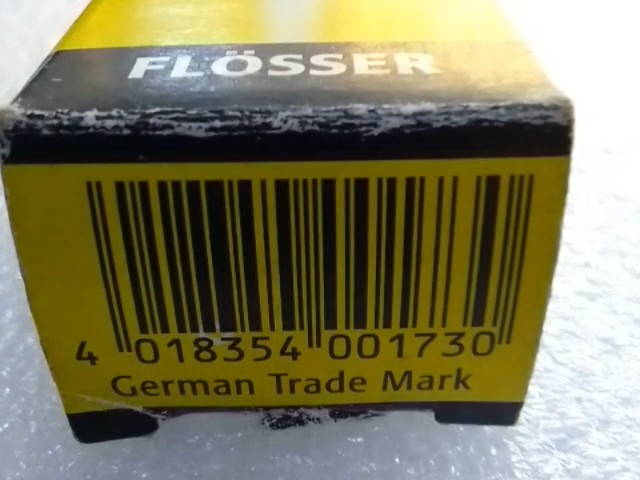 FLÖSSER
4 018354 001730
German Trade Mark